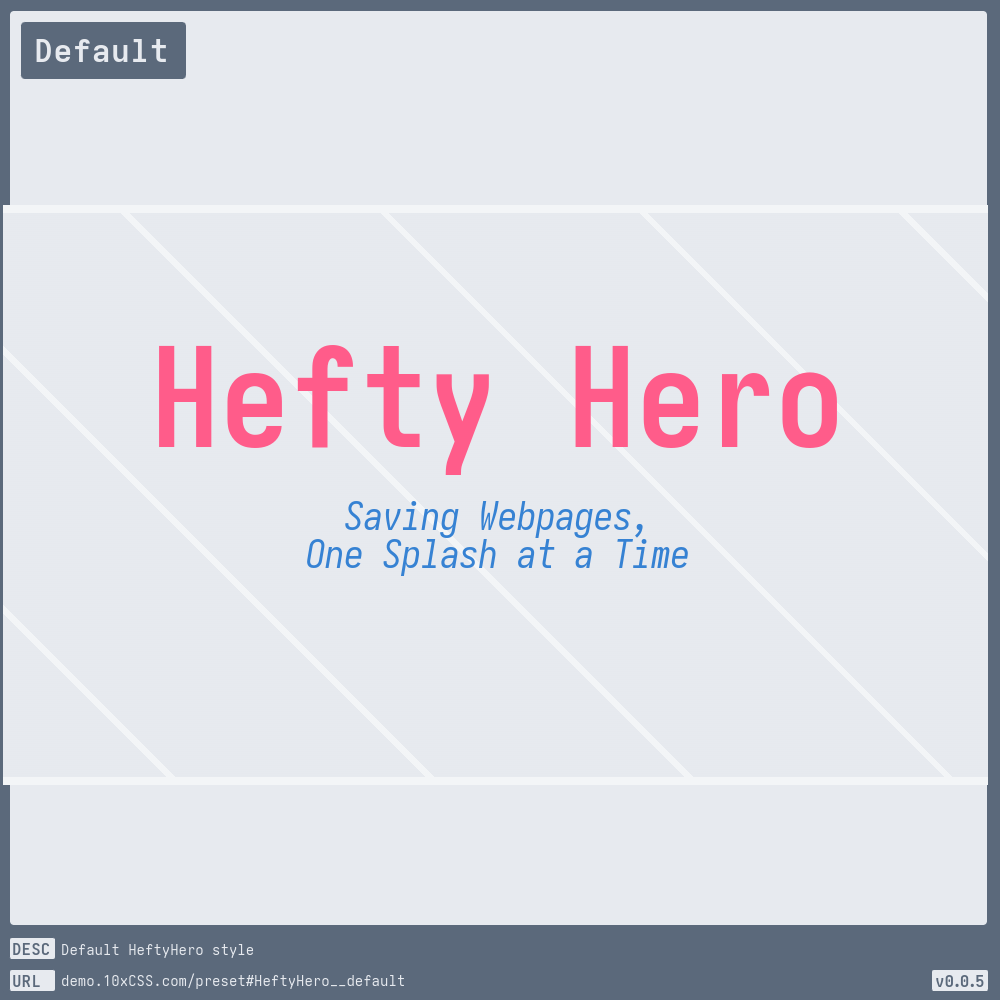 Default
Hefty Hero
Saving Webpages,
One Splash at a Time
DESC Default HeftyHero style
URL demo.10xCSS.com/preset#HeftyHero__default
v0.0.5